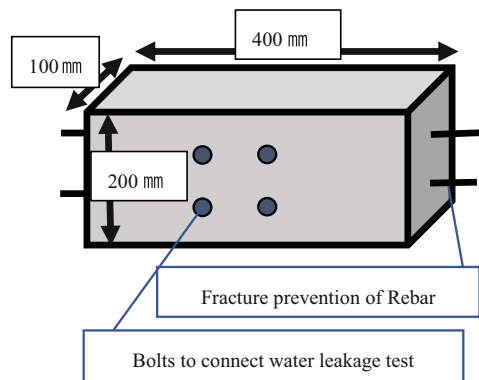 400 mm
100 mm
200 mm
Fracture prevention of Rebar
Bolts to connect water leakage test